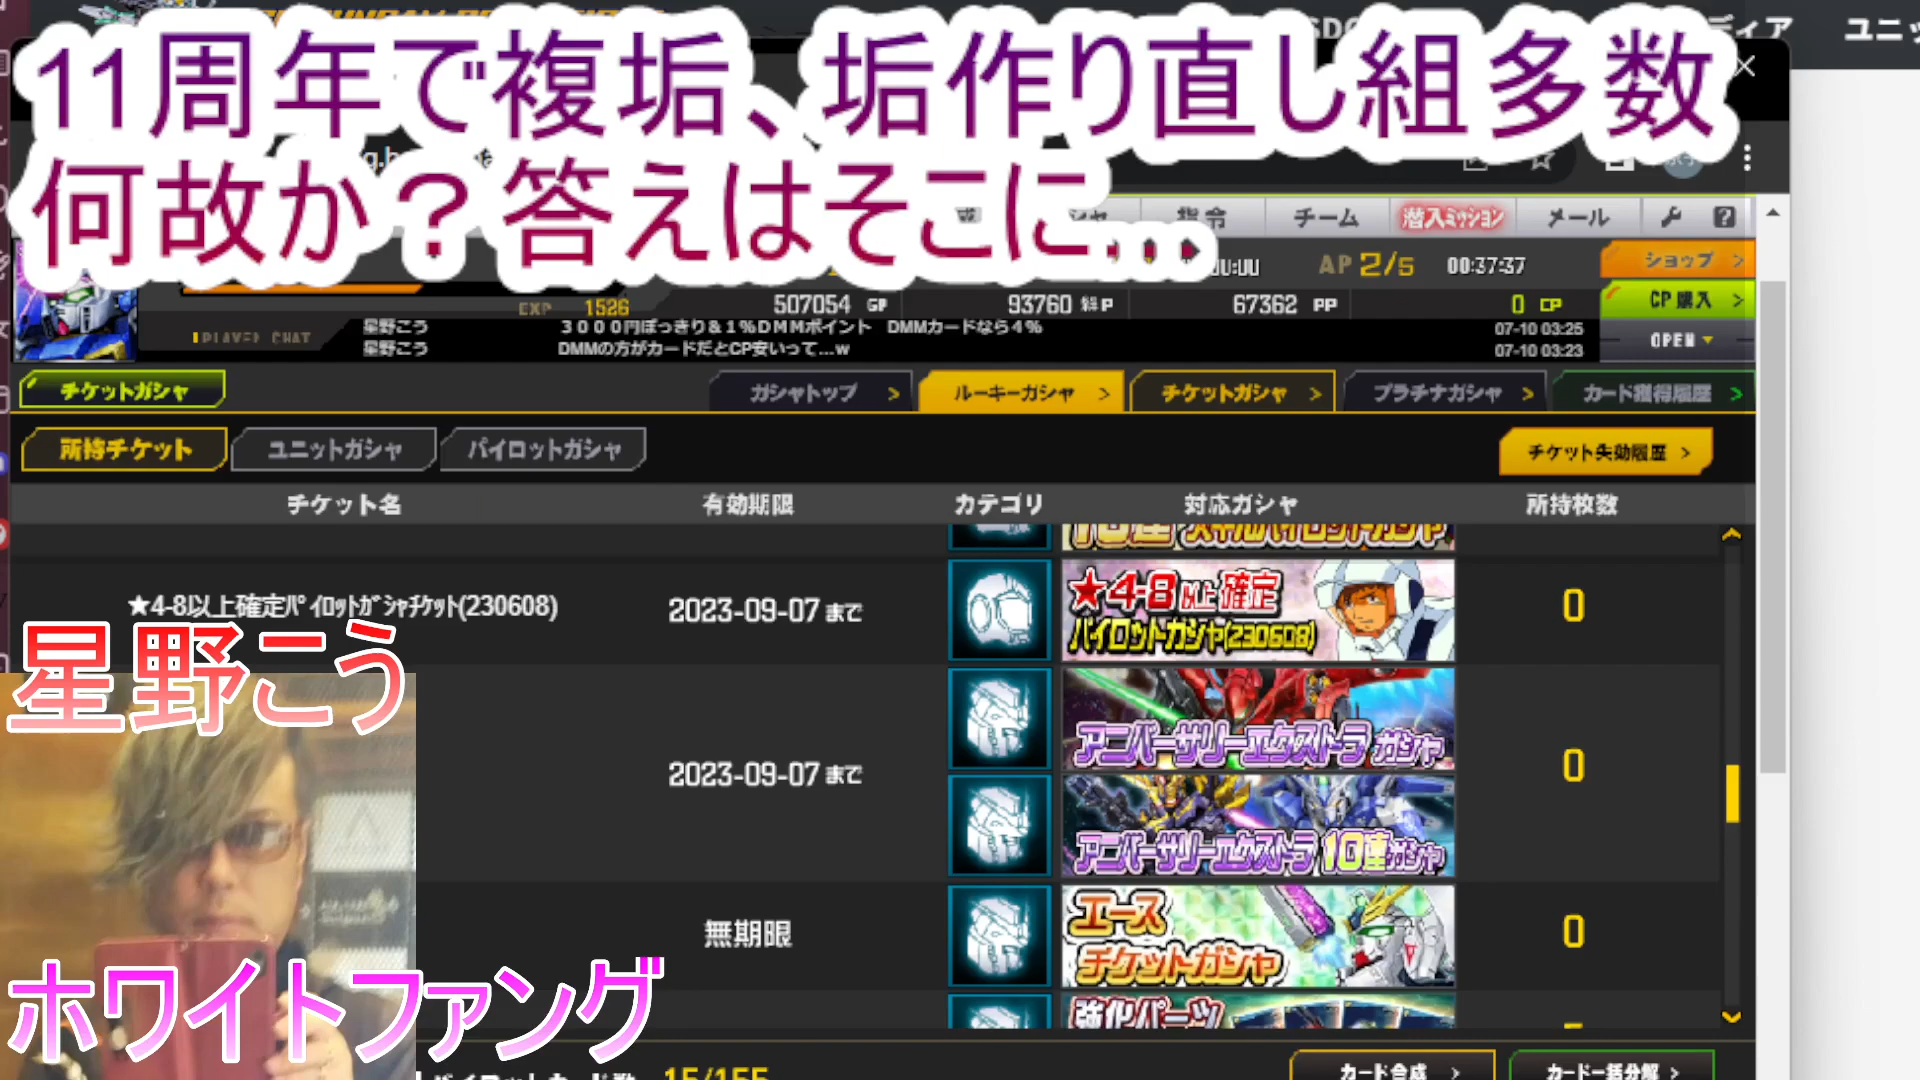 11周年で複垢、垢作り直し組多数
何故か？答えはそこに...
ディア
指令
チーム
潜入ミッション
メール
AP 2/5 00:37:37
ショップ
EXP 1526
507054 GP
93760
67362 PP
0 CP
CP購入
PLAYER CHAT
星野こう ３０００円ぽっきり＆１％ＤＭＭポイント DMMカードなら４％ 07-10 03:25
星野こう DMMの方がカードだとCP安いって...w 07-10 03:23
OPEN
チケットガシャ
ガシャトップ
ルーキーガシャ
チケットガシャ
プラチナガシャ
カード獲得履歴
所持チケット
ユニットガシャ
パイロットガシャ
チケット失効履歴
チケット名 有効期限 カテゴリ 対応ガシャ 所持枚数
★4-8以上確定ﾊﾟｲﾛｯﾄｶﾞｼｬﾁｹｯﾄ(230608)
2023-09-07まで
★4-8以上確定
パイロットガシャ(230608)
0
星野こう
2023-09-07まで
アニバーサリーエクストラ ガシャ
アニバーサリーエクストラ 10連ガシャ
0
無期限
エース
チケットガシャ
0
ホワイトファング
強化パーツ
15/155
カード合成
カード一括分解